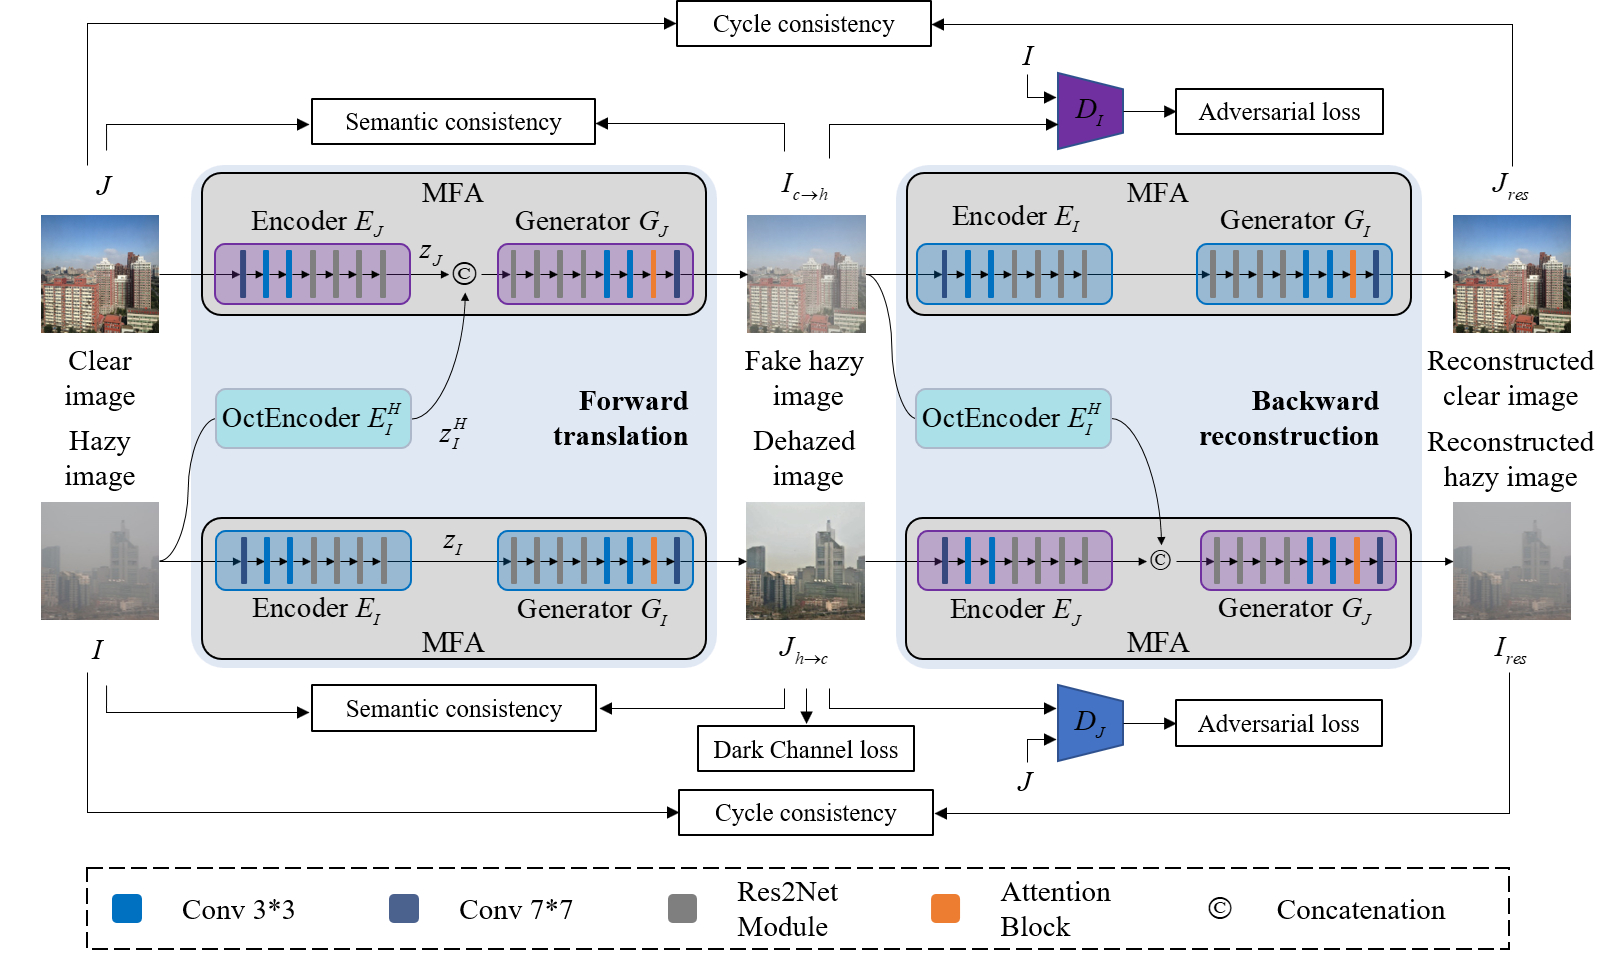 Cycle consistency
I
D_I
Adversarial loss
Semantic consistency
J
I_{c→h}
J_{res}
MFA
Encoder E_J
Generator G_J
z_J
©
MFA
Encoder E_I
Generator G_I
Clear
image
Fake hazy
image
Reconstructed
clear image
OctEncoder E_I^H
z_I^H
Forward
translation
OctEncoder E_I^H
Backward
reconstruction
Hazy
image
Dehazed
image
Reconstructed
hazy image
z_I
Encoder E_I
Generator G_I
MFA
©
Encoder E_J
Generator G_J
MFA
I
J_{h→c}
I_{res}
Semantic consistency
Dark Channel loss
D_J
J
Adversarial loss
Cycle consistency
Conv 3*3
Conv 7*7
Res2Net
Module
Attention
Block
©
Concatenation